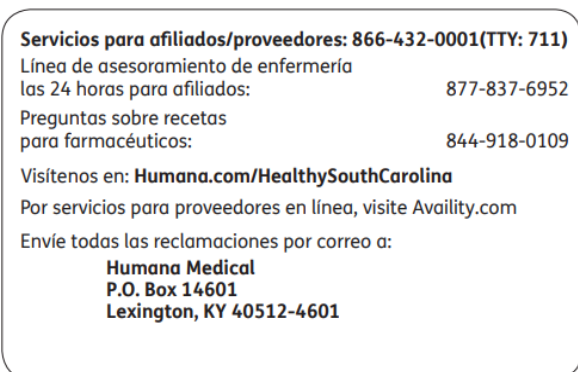 Servicios para afiliados/proveedores: 866-432-0001(TTY: 711)
Línea de asesoramiento de enfermería
las 24 horas para afiliados: 877-837-6952
Preguntas sobre recetas
para farmacéuticos: 844-918-0109
Visítenos en: Humana.com/HealthySouthCarolina
Por servicios para proveedores en línea, visite Availity.com
Envíe todas las reclamaciones por correo a:
Humana Medical
P.O. Box 14601
Lexington, KY 40512-4601